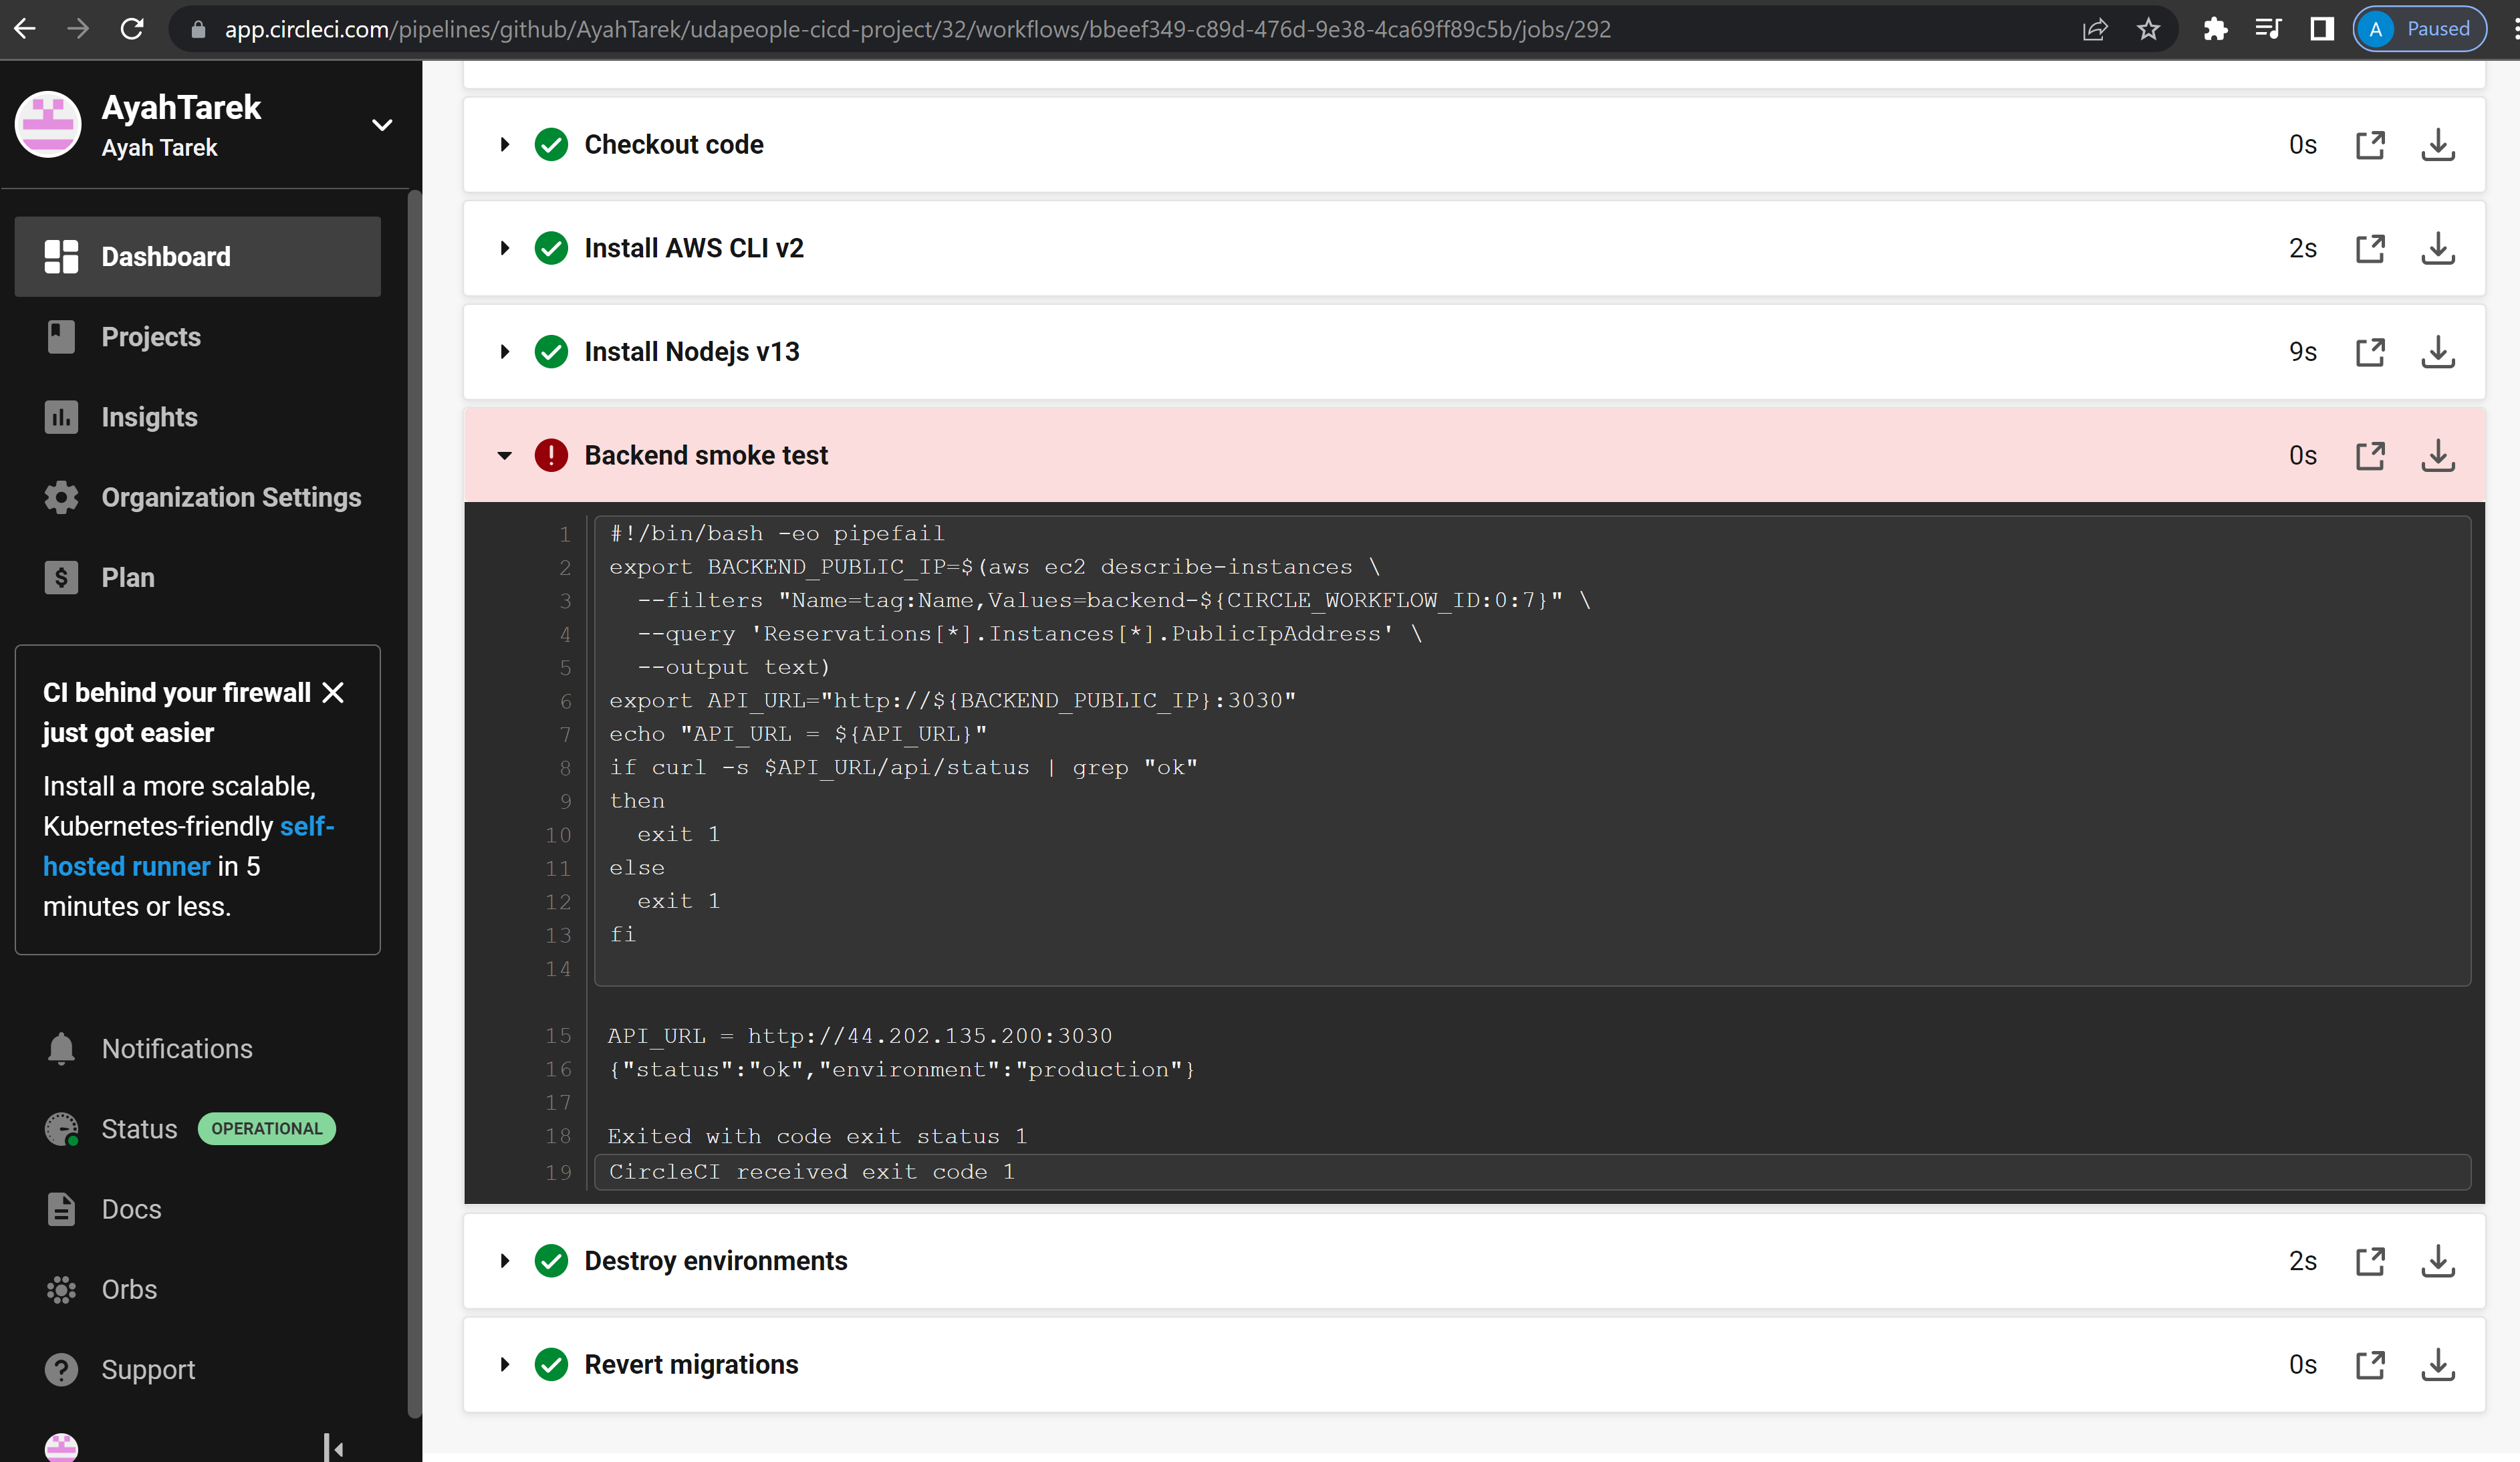 app.circleci.com/pipelines/github/AyahTarek/udapeople-cicd-project/32/workflows/bbeef349-c89d-476d-9e38-4ca69ff89c5b/jobs/292
A Paused
AyahTarek
Ayah Tarek
Dashboard
Projects
Insights
Organization Settings
$ Plan
CI behind your firewall
just got easier
Install a more scalable,
Kubernetes-friendly self-
hosted runner in 5
minutes or less.
Notifications
Status OPERATIONAL
Docs
Orbs
? Support
Checkout code 0s
Install AWS CLI v2 2s
Install Nodejs v13 9s
! Backend smoke test 0s
1 #!/bin/bash -eo pipefail
2 export BACKEND_PUBLIC_IP=$(aws ec2 describe-instances \
3 --filters "Name=tag:Name,Values=backend-${CIRCLE_WORKFLOW_ID:0:7}" \
4 --query 'Reservations[*].Instances[*].PublicIpAddress' \
5 --output text)
6 export API_URL="http://${BACKEND_PUBLIC_IP}:3030"
7 echo "API_URL = ${API_URL}"
8 if curl -s $API_URL/api/status | grep "ok"
9 then
10 exit 1
11 else
12 exit 1
13 fi
14
15 API_URL = http://44.202.135.200:3030
16 {"status":"ok","environment":"production"}
17
18 Exited with code exit status 1
19 CircleCI received exit code 1
Destroy environments 2s
Revert migrations 0s